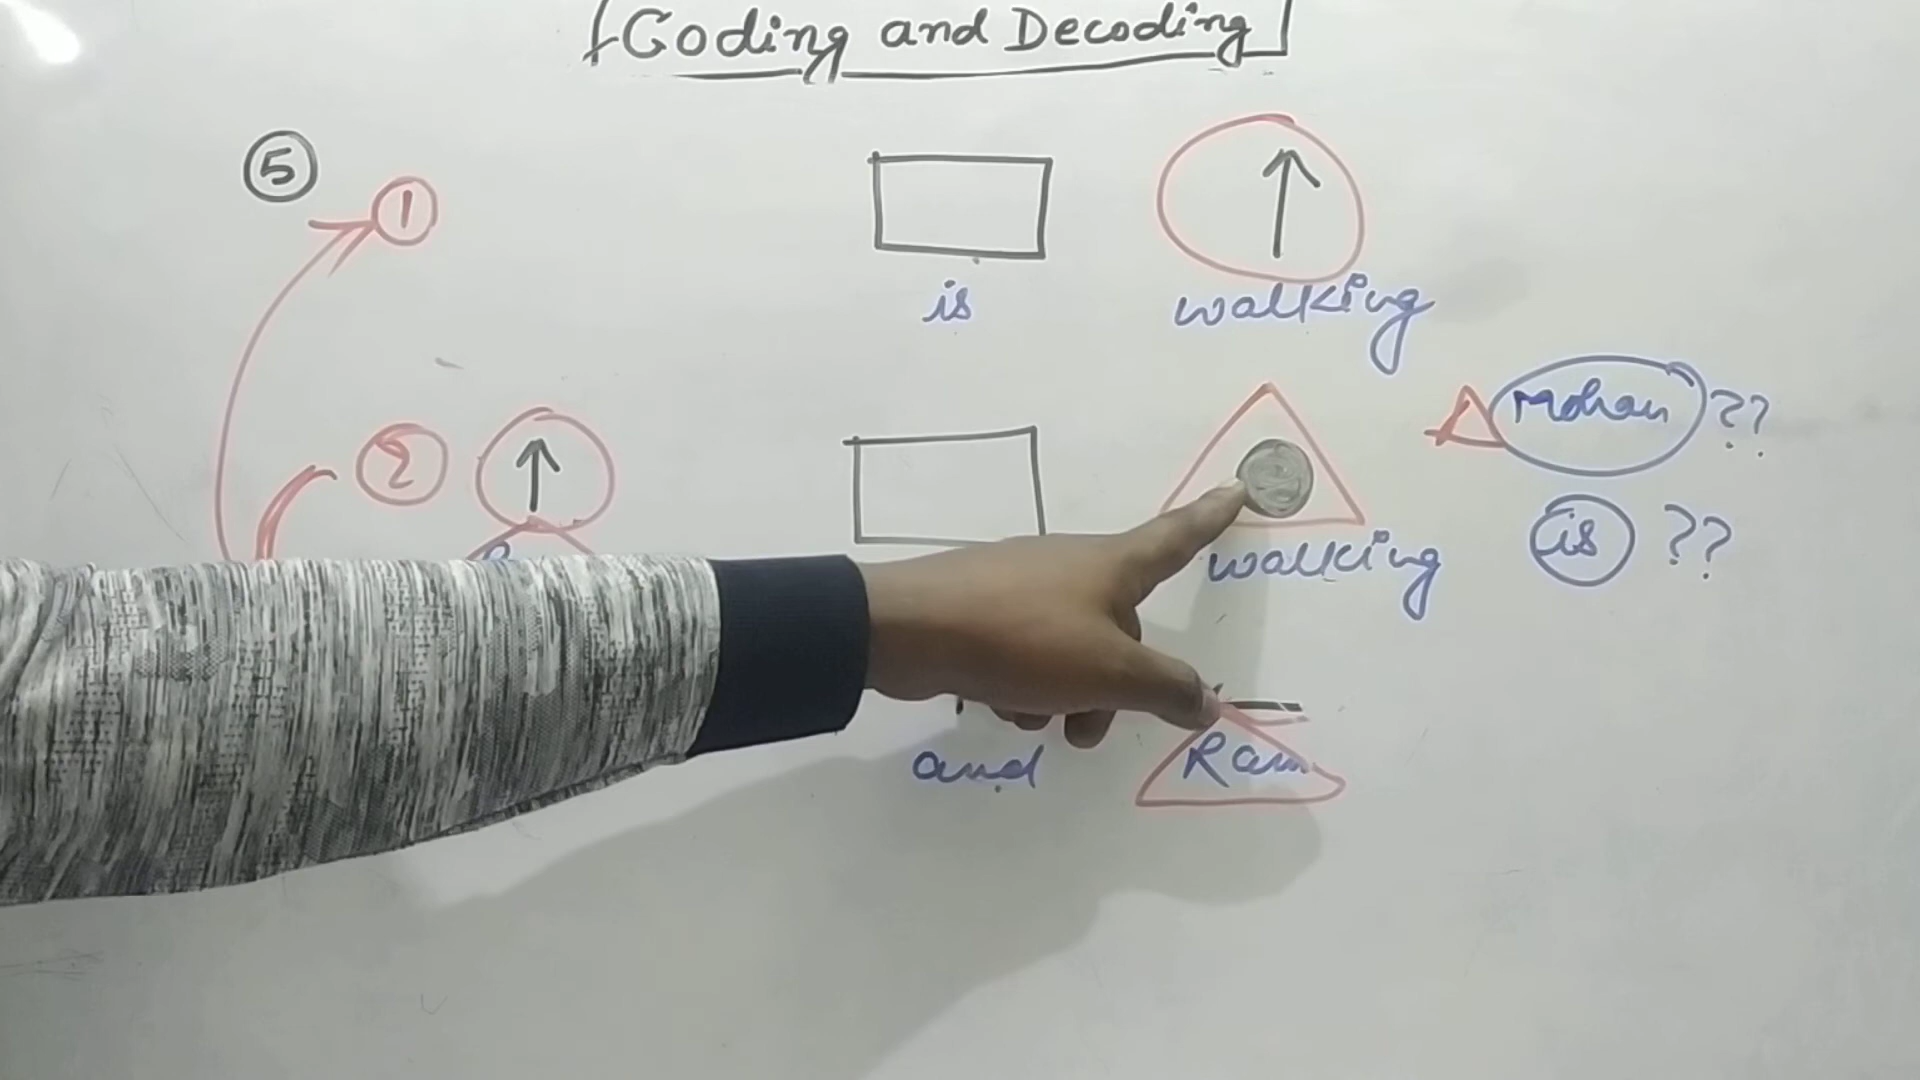 Coding and Decoding
5
1
is walking
2
Mohan ??
walking
is ??
and Ram